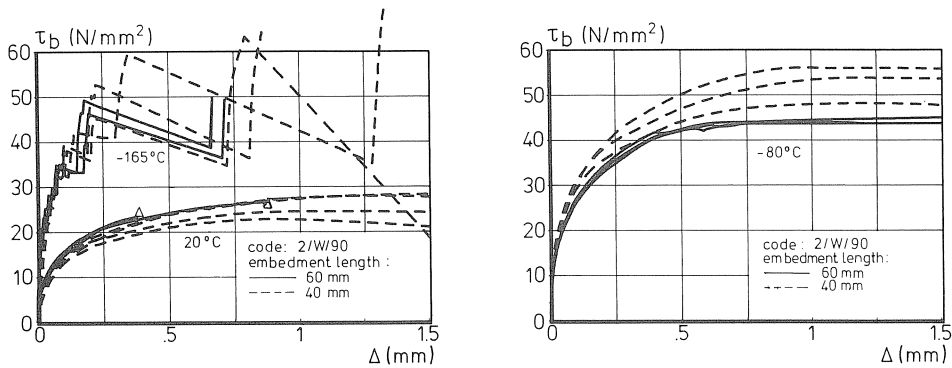 τb (N/mm²)
60
50
40
30
20
10
0
-165°C
20°C
code: 2/W/90
embedment length:
60 mm
40 mm
0
.5
1
1.5
Δ (mm)
τb (N/mm²)
60
50
40
30
20
10
0
-80°C
code: 2/W/90
embedment length:
60 mm
40 mm
0
.5
1
1.5
Δ (mm)